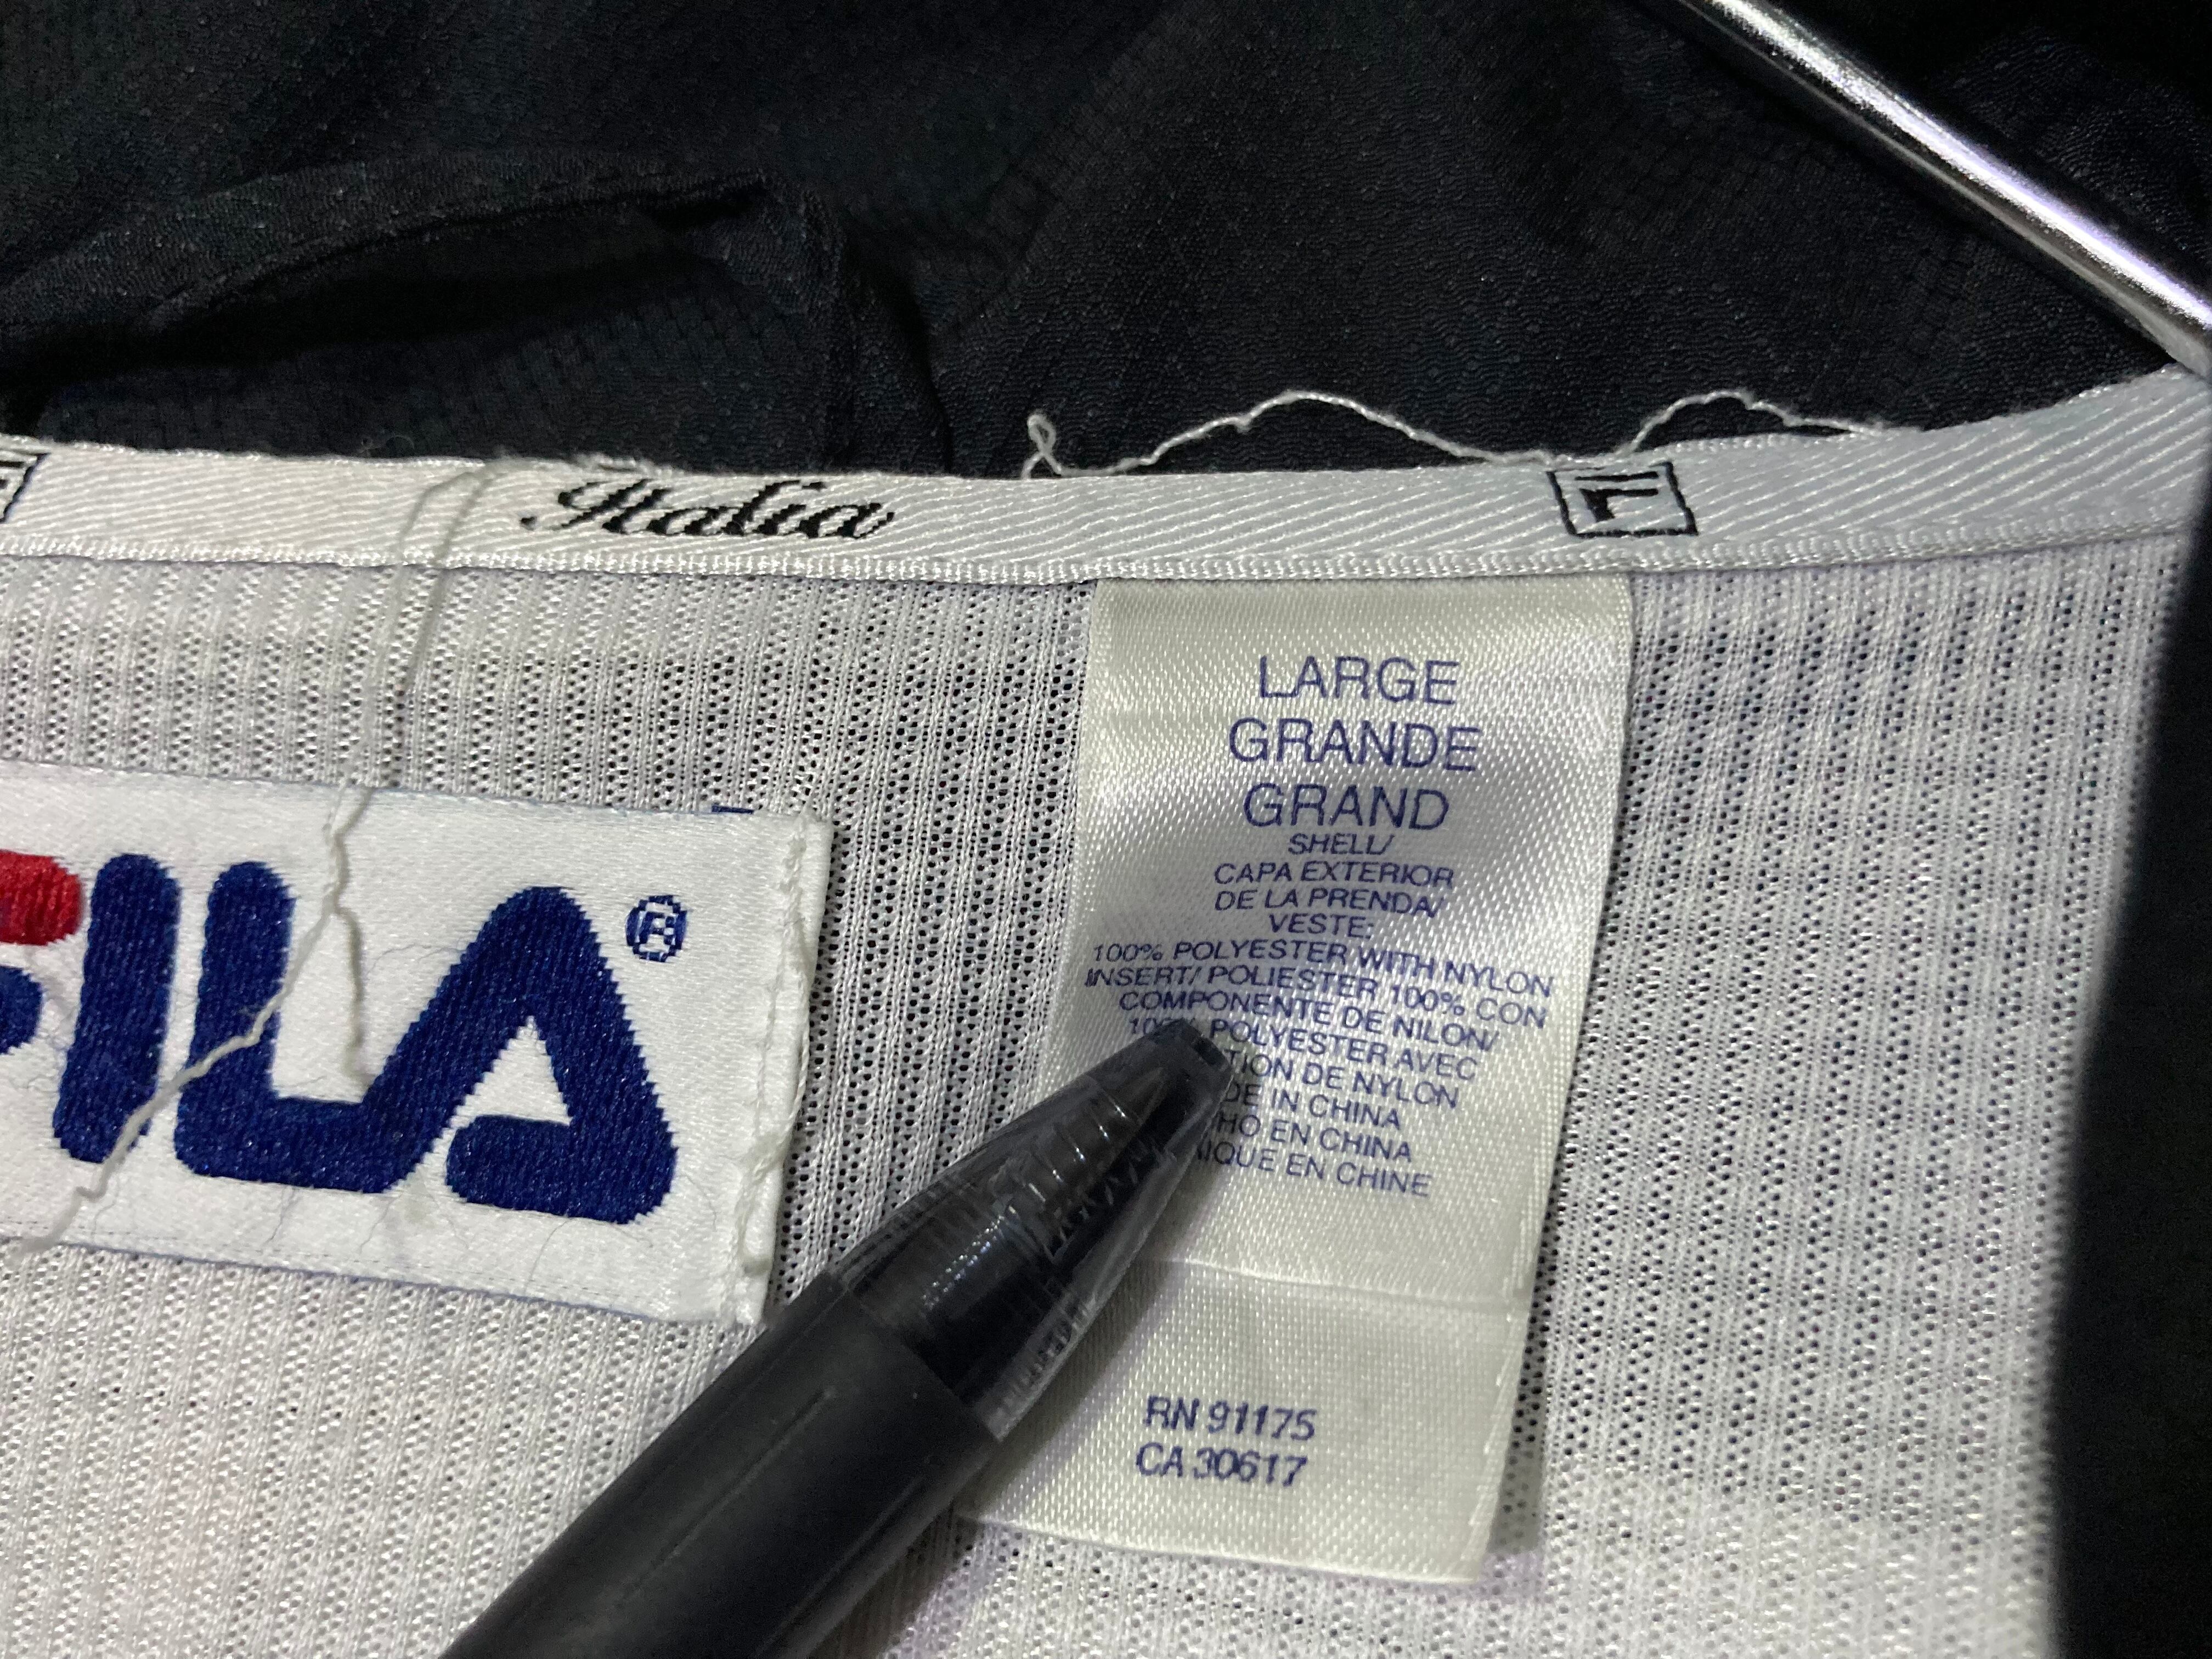 Italia
FILA®
LARGE
GRANDE
GRAND
SHELL/
CAPA EXTERIOR
DE LA PRENDA/
VESTE:
100% POLYESTER WITH NYLON
INSERT/ POLIESTER 100% CON
COMPONENTE DE NILON/
POLYESTER AVEC
DE NYLON
IN CHINA
EN CHINA
EN CHINE
RN 91175
CA 30617